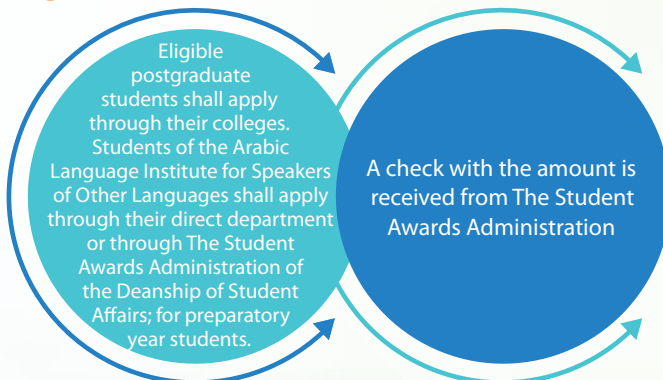 Eligible
postgraduate
students shall apply
through their colleges.
Students of the Arabic
Language Institute for Speakers
of Other Languages shall apply
through their direct department
or through The Student
Awards Administration of
the Deanship of Student
Affairs; for preparatory
year students.
A check with the amount is
received from The Student
Awards Administration